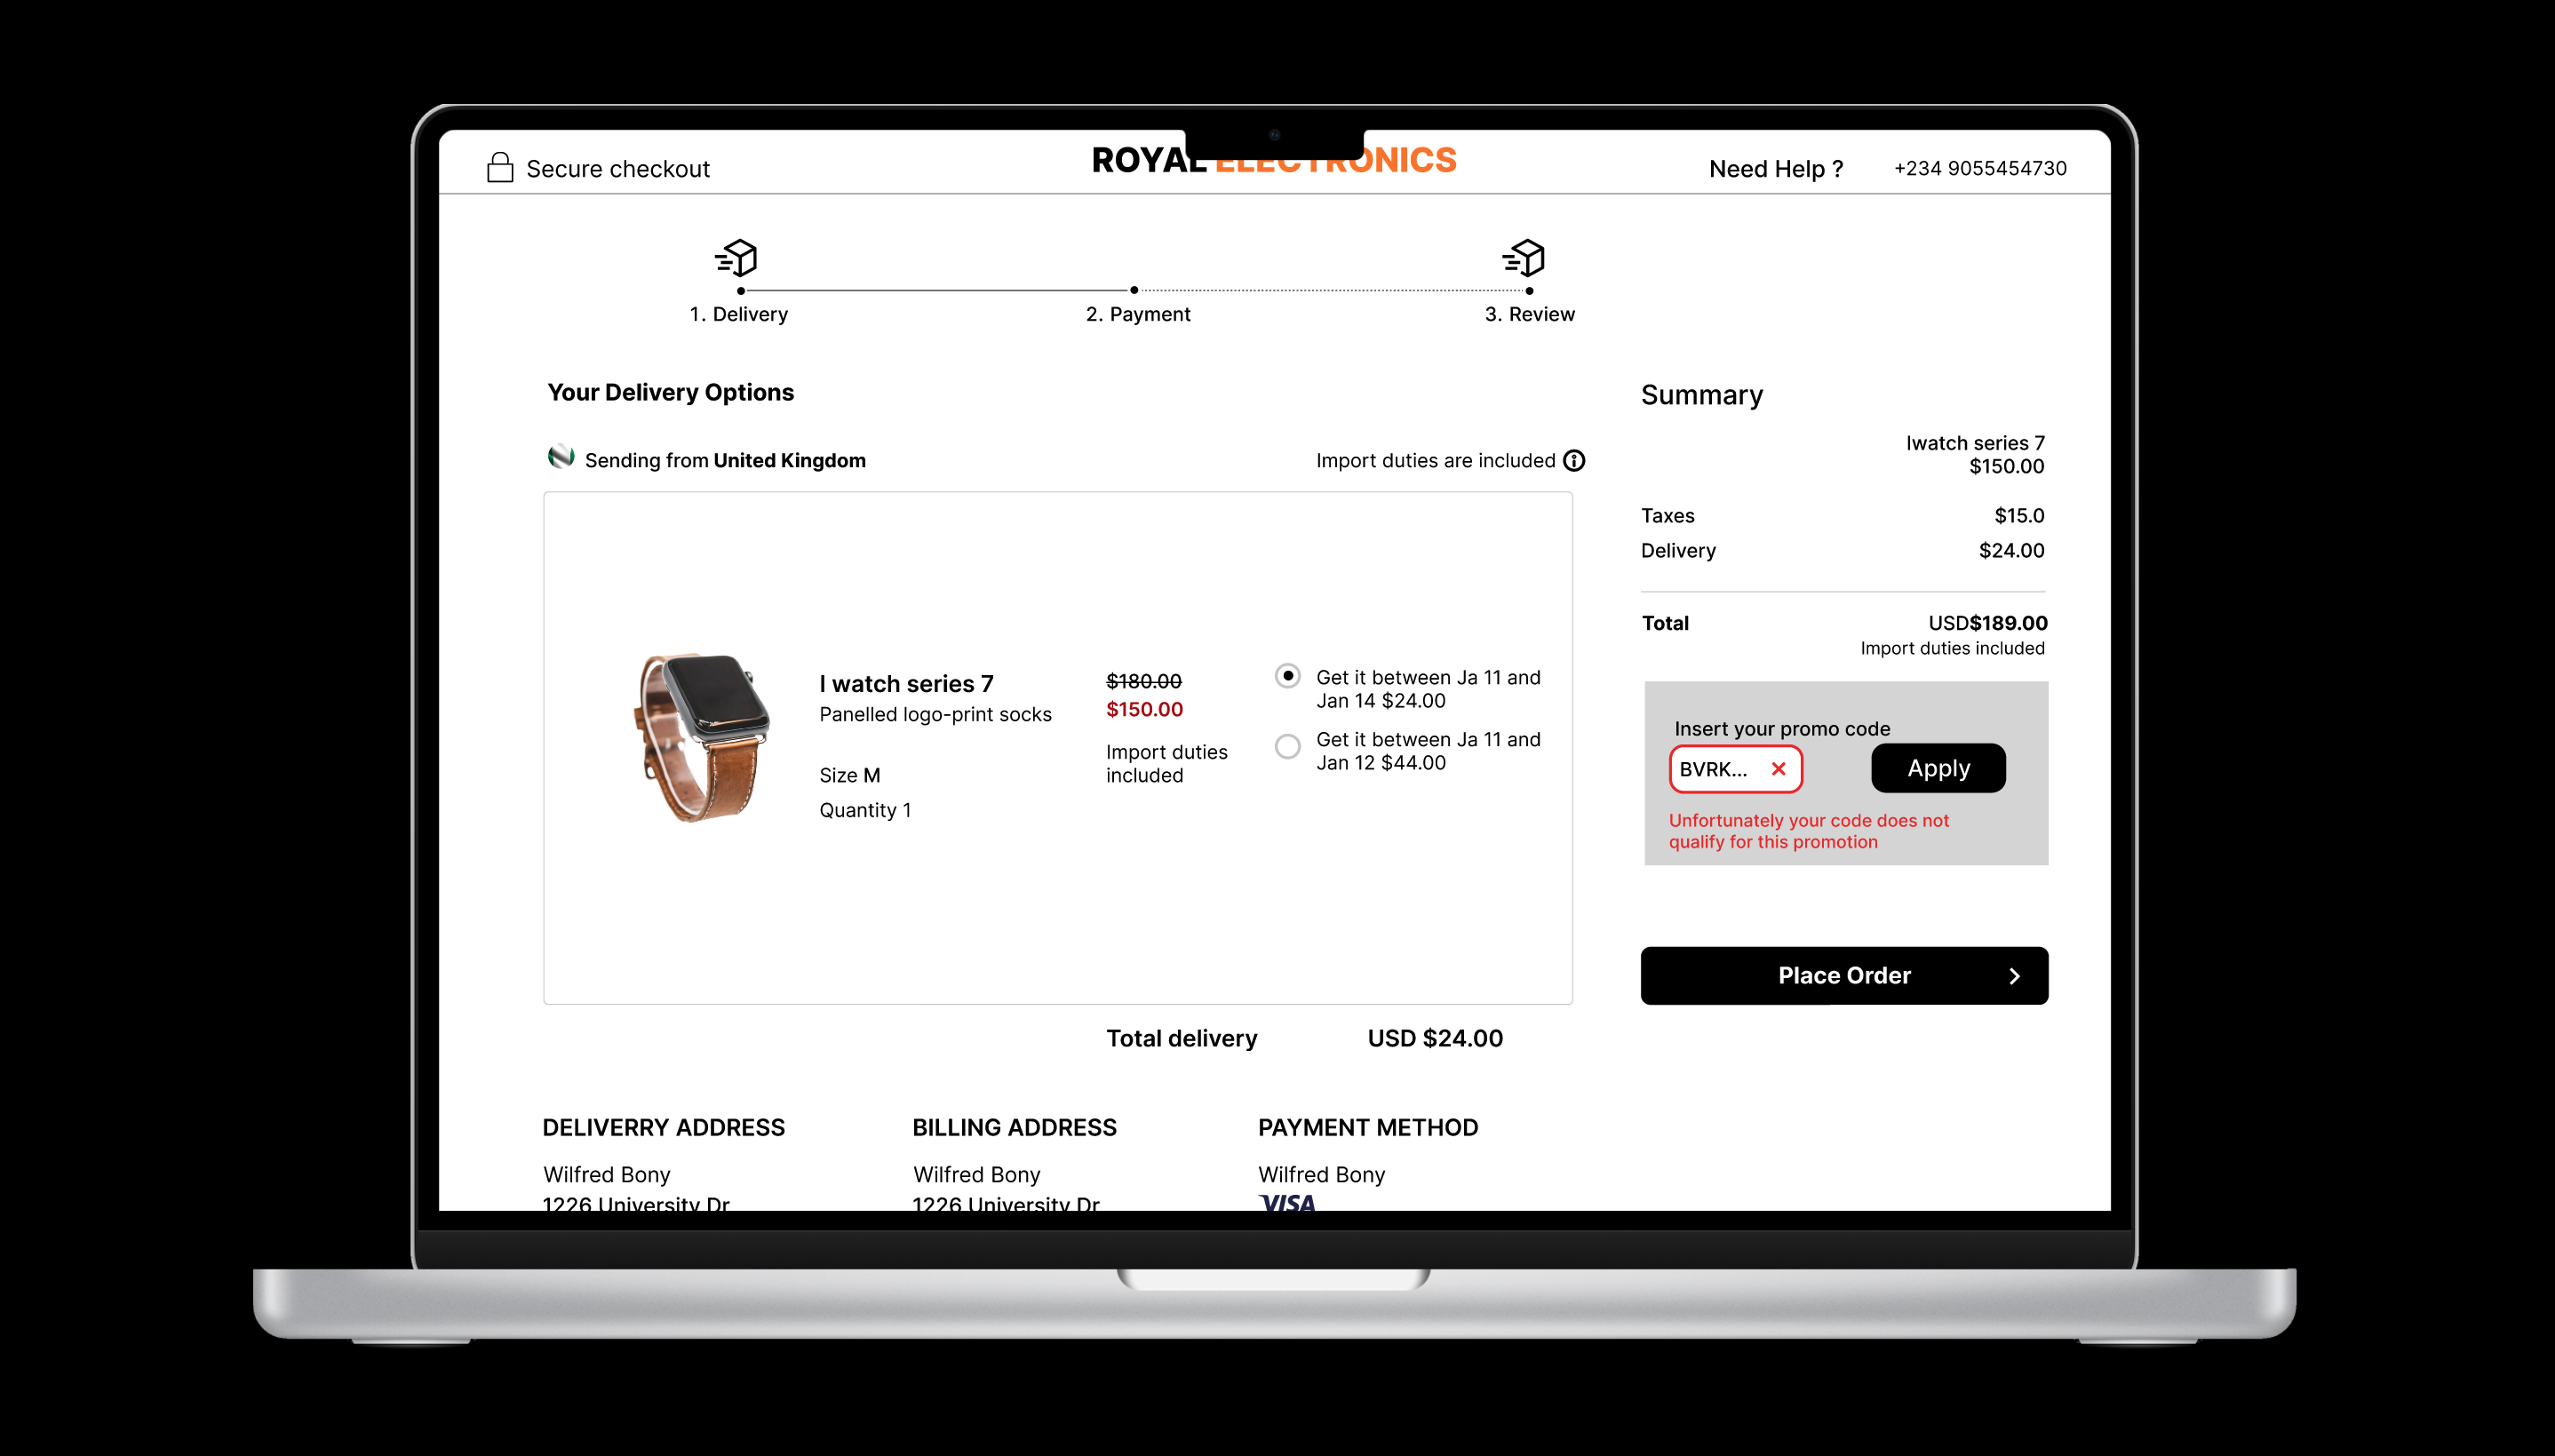 Secure checkout
ROYAL ELECTRONICS
Need Help ?
+234 9055454730
1. Delivery
2. Payment
3. Review
Your Delivery Options
Sending from United Kingdom
Import duties are included
I watch series 7
Panelled logo-print socks
Size M
Quantity 1
$180.00
$150.00
Import duties
included
Get it between Ja 11 and
Jan 14 $24.00
Get it between Ja 11 and
Jan 12 $44.00
Total delivery
USD $24.00
Summary
Iwatch series 7
$150.00
Taxes
$15.0
Delivery
$24.00
Total
USD$189.00
Import duties included
Insert your promo code
BVRK...
Apply
Unfortunately your code does not
qualify for this promotion
Place Order
DELIVERRY ADDRESS
Wilfred Bony
1226 University Dr
BILLING ADDRESS
Wilfred Bony
1226 University Dr
PAYMENT METHOD
Wilfred Bony
VISA